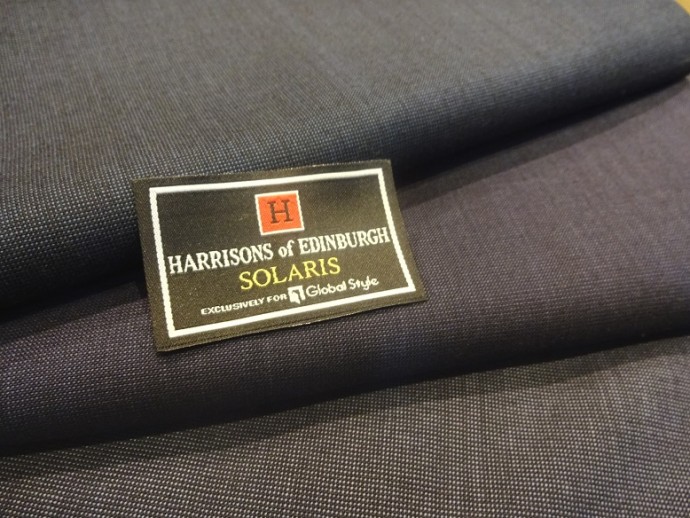 H
HARRISONS of EDINBURGH
SOLARIS
EXCLUSIVELY FOR Global Style